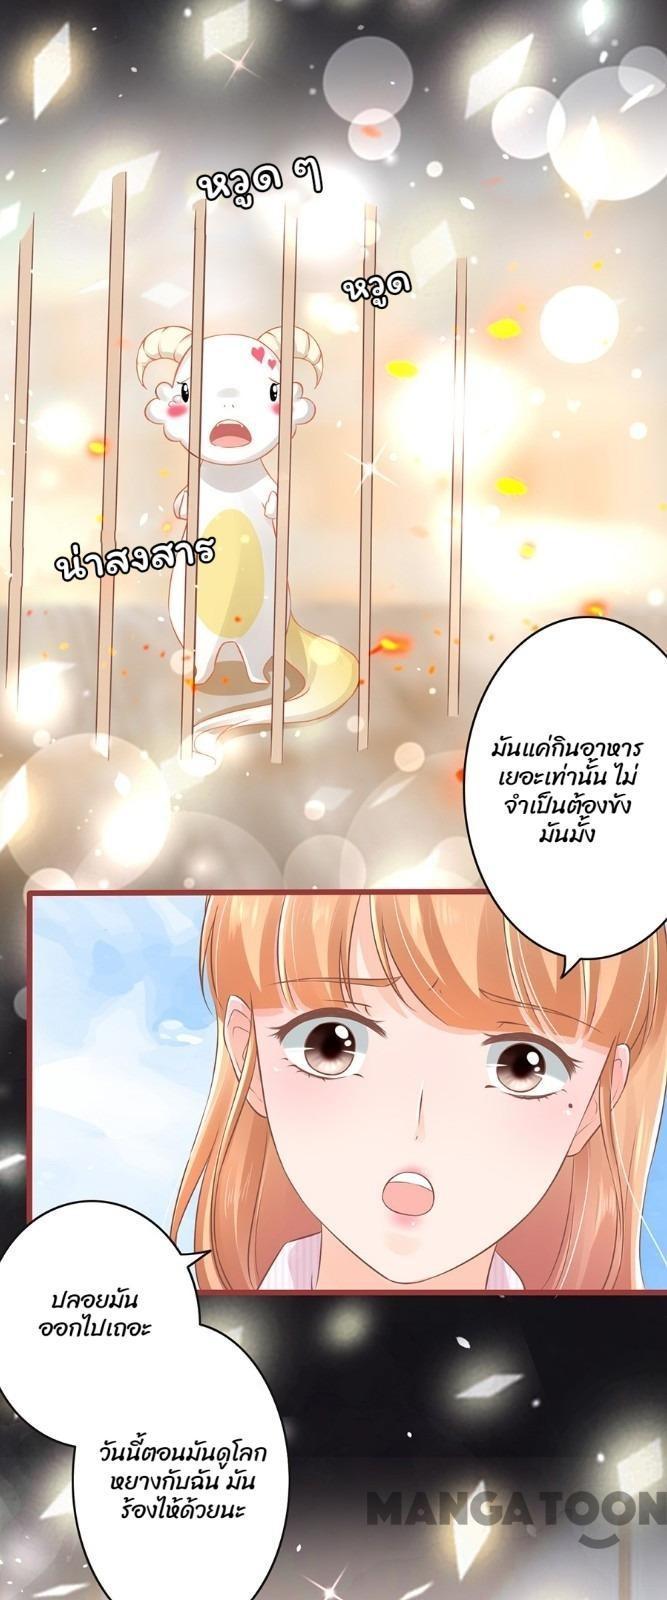 หวูด ๆ
หวูด
น่าสงสาร
มันแค่กินอาหาร
เยอะเท่านั้น ไม่
จำเป็นต้องขัง
มันมั้ง
ปลอยมัน
ออกไปเถอะ
วันนี้ตอนมันดูโลก
หยางกับฉัน มัน
ร้องไห้ด้วยนะ
MANGATOON